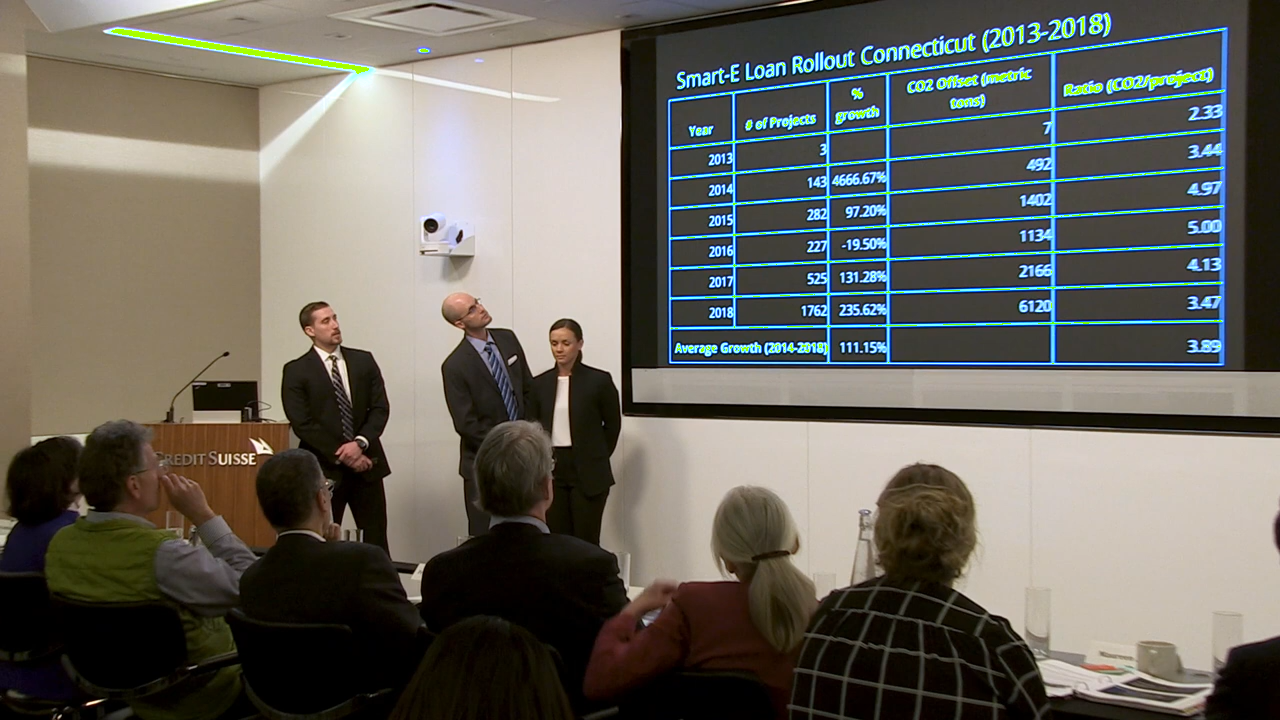 Smart-E Loan Rollout Connecticut (2013-2018)
Year # of Projects % growth CO2 Offset (metric tons) Ratio (CO2/project)
2013 3 7 2.33
2014 143 4666.67% 492 3.44
2015 282 97.20% 1402 4.97
2016 227 -19.50% 1134 5.00
2017 525 131.28% 2166 4.13
2018 1762 235.62% 6120 3.47
Average Growth (2014-2018) 111.15% 3.89
CREDIT SUISSE